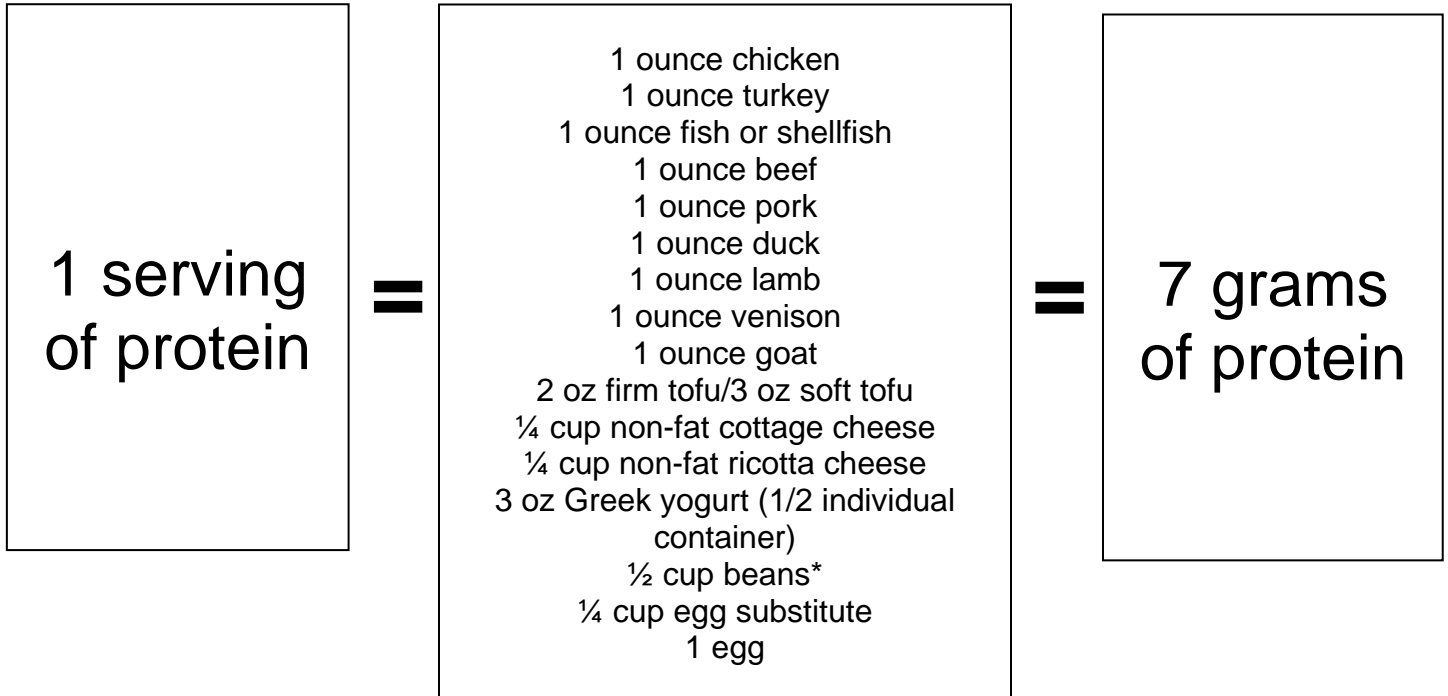 1 serving
of protein
=
1 ounce chicken
1 ounce turkey
1 ounce fish or shellfish
1 ounce beef
1 ounce pork
1 ounce duck
1 ounce lamb
1 ounce venison
1 ounce goat
2 oz firm tofu/3 oz soft tofu
¼ cup non-fat cottage cheese
¼ cup non-fat ricotta cheese
3 oz Greek yogurt (1/2 individual
container)
½ cup beans*
¼ cup egg substitute
1 egg
=
7 grams
of protein